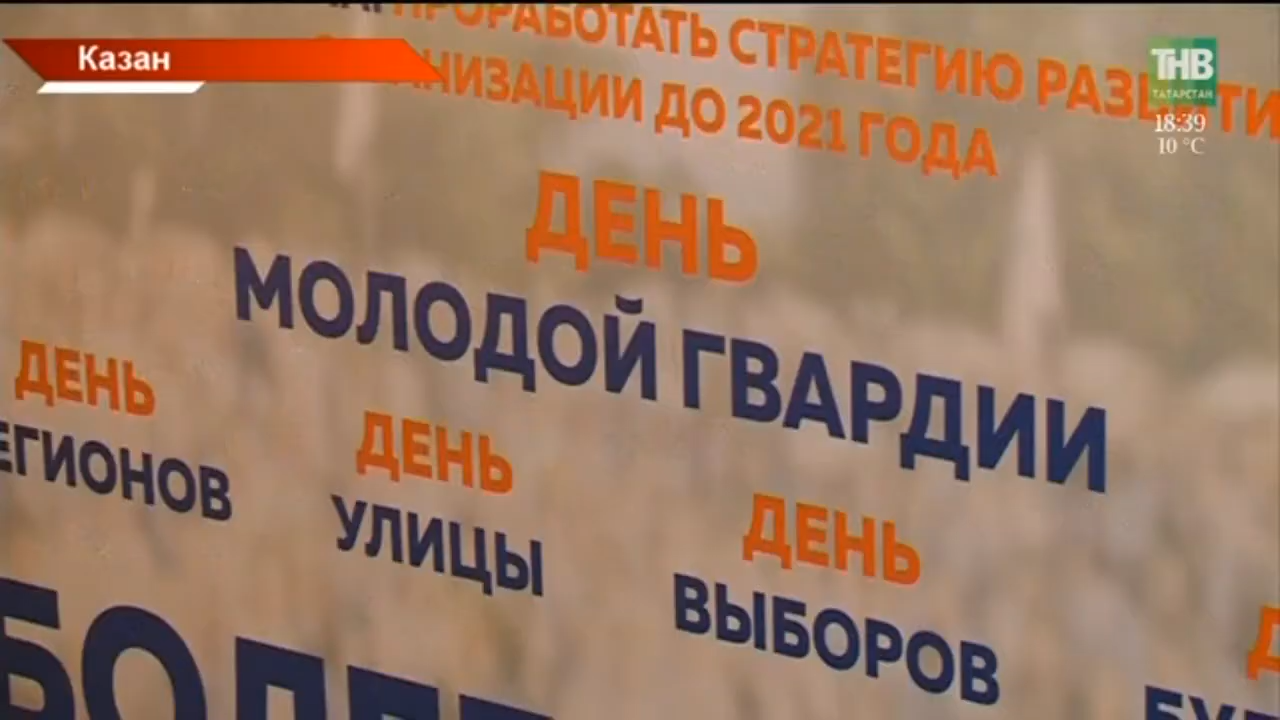 Казан
ТНВ
ТАТАРСТАН
18:39
10 °C
ПРОРАБОТАТЬ СТРАТЕГИЮ
ДО 2021 ГОДА
ДЕНЬ
МОЛОДОЙ ГВАРДИИ
ДЕНЬ
ЕГИОНОВ
ДЕНЬ
УЛИЦЫ
ДЕНЬ
ВЫБОРОВ